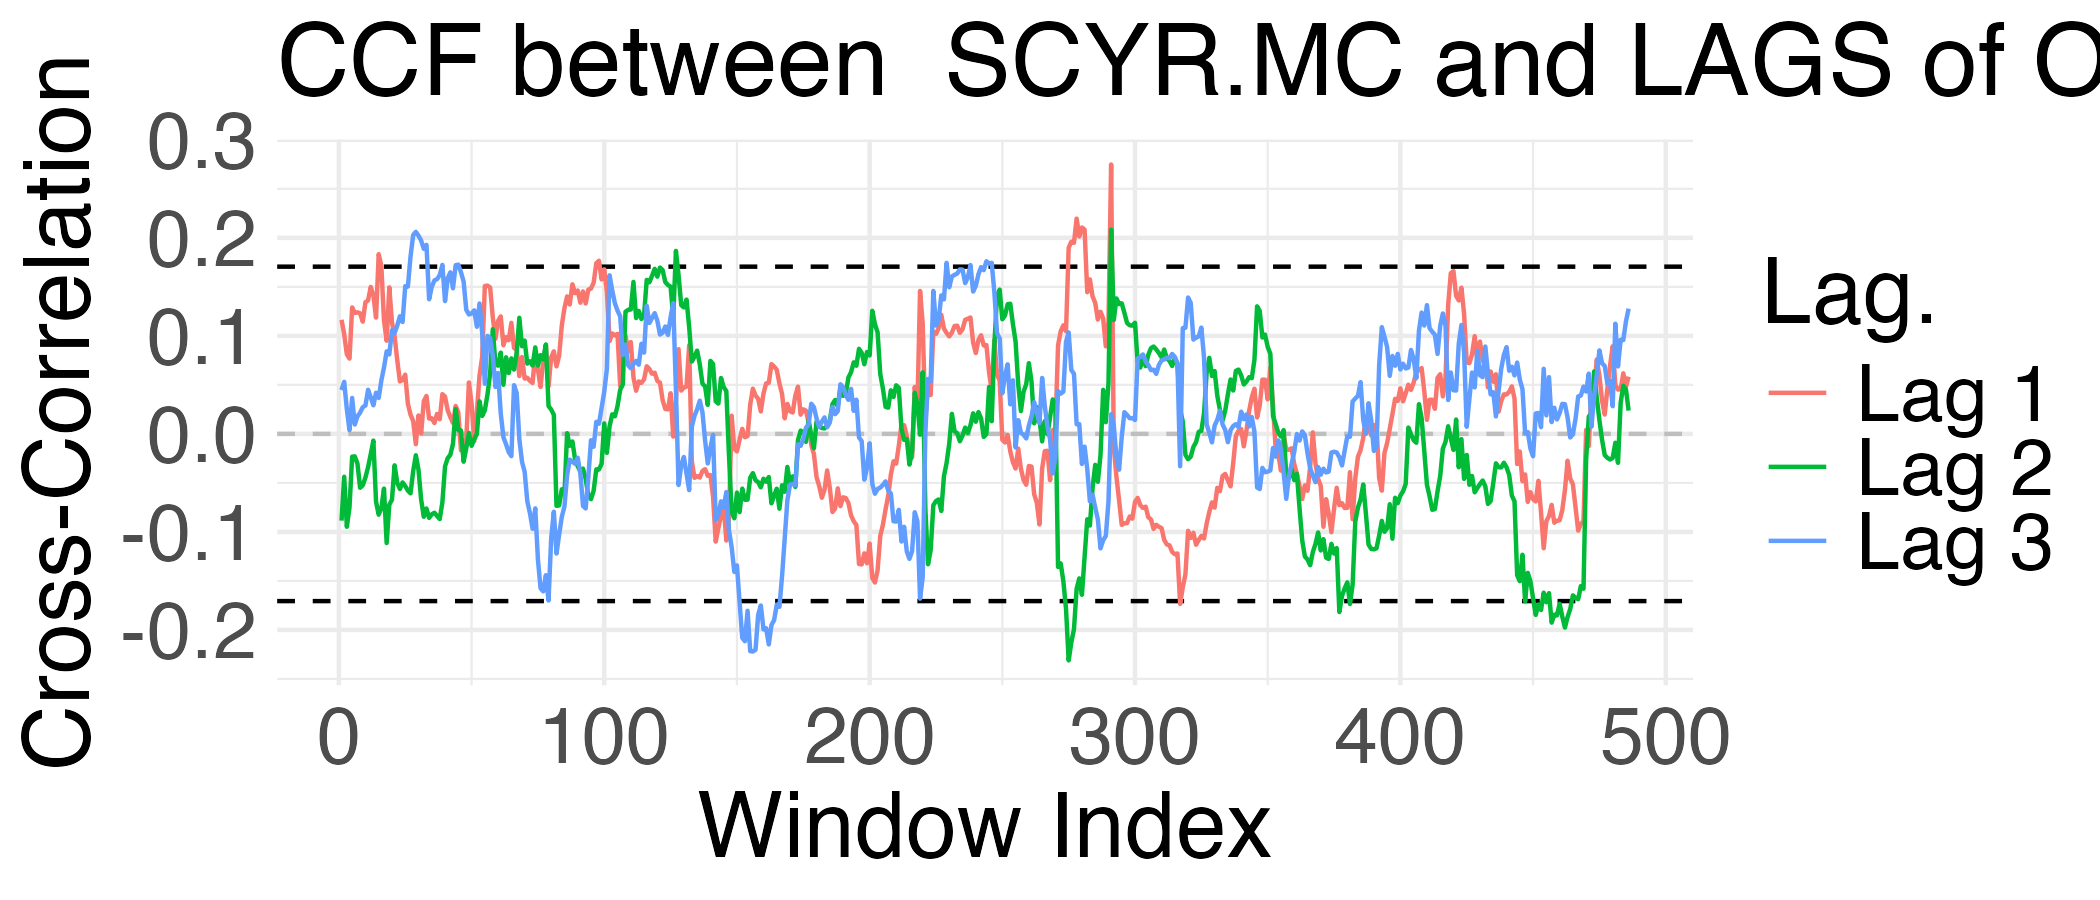 CCF between  SCYR.MC and LAGS of O
Cross-Correlation
0.3
0.2
0.1
0.0
-0.1
-0.2
0 100 200 300 400 500
Window Index
Lag.
Lag 1
Lag 2
Lag 3